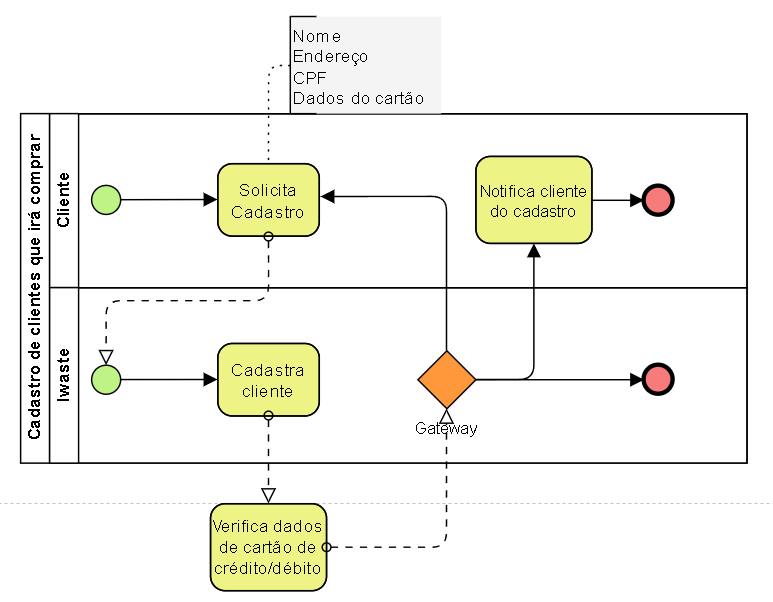 Nome
Endereço
CPF
Dados do cartão
Cadastro de clientes que irá comprar
Cliente
Solicita
Cadastro
Notifica cliente
do cadastro
Iwaste
Cadastra
cliente
Gateway
Verifica dados
de cartão de
crédito/débito